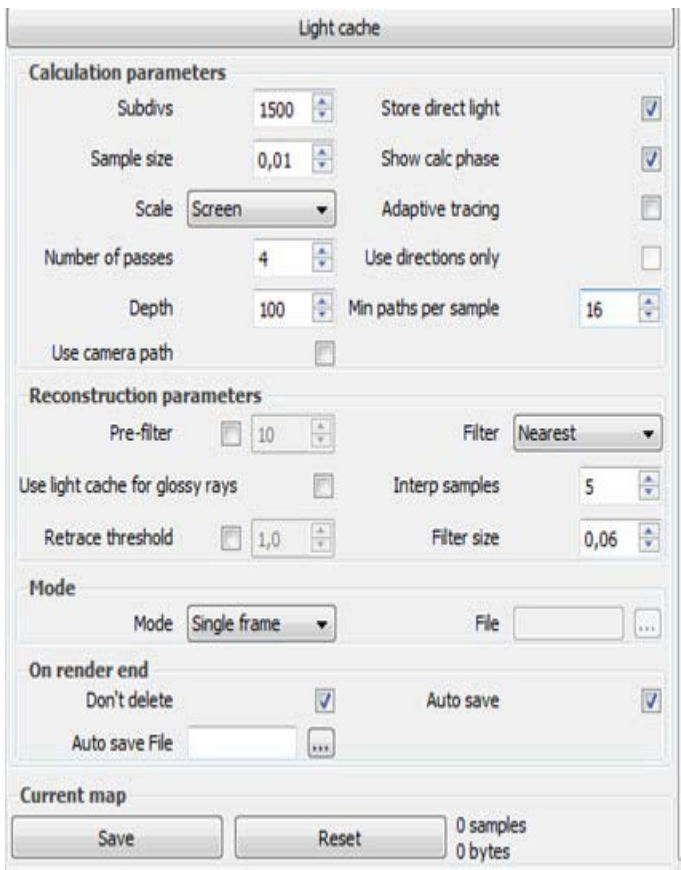 Light cache
Calculation parameters
Subdivs 1500 Store direct light
Sample size 0,01 Show calc phase
Scale Screen Adaptive tracing
Number of passes 4 Use directions only
Depth 100 Min paths per sample 16
Use camera path
Reconstruction parameters
Pre-filter 10 Filter Nearest
Use light cache for glossy rays Interp samples 5
Retrace threshold 1,0 Filter size 0,06
Mode
Mode Single frame File ...
On render end
Don't delete Auto save
Auto save File ...
Current map
Save Reset 0 samples
0 bytes